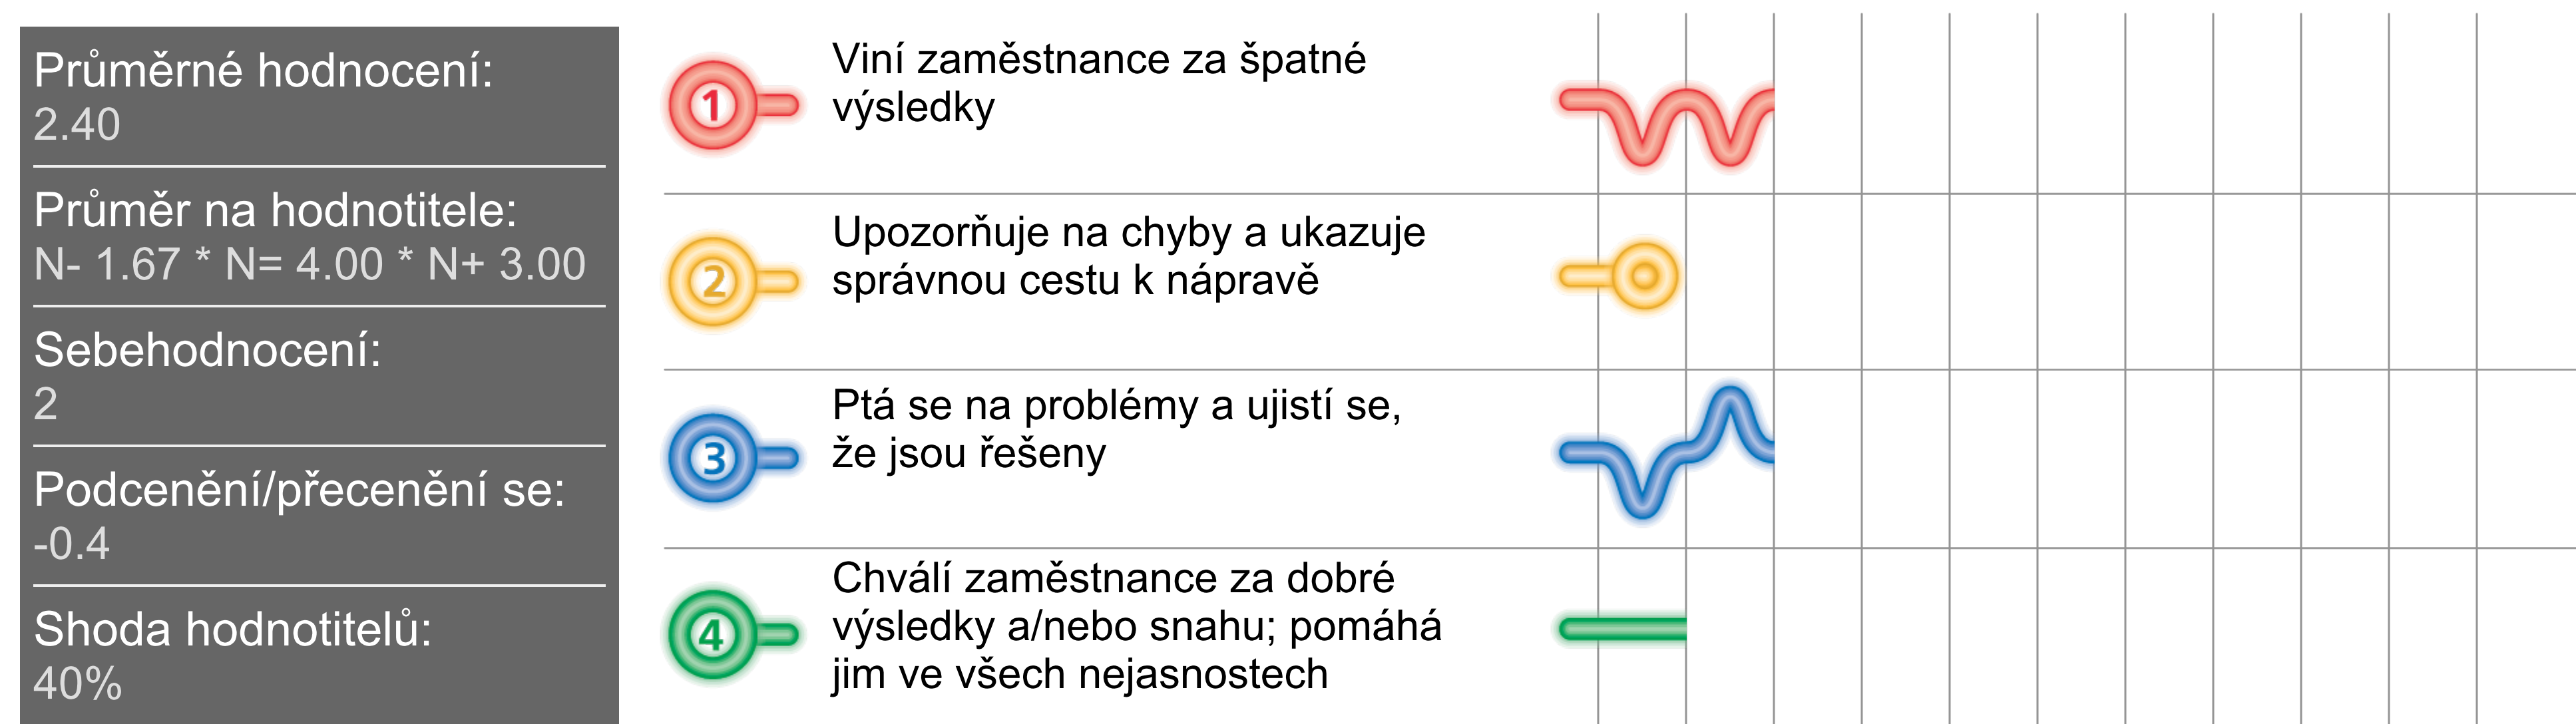 Průměrné hodnocení:
2.40
Průměr na hodnotitele:
N- 1.67 * N= 4.00 * N+ 3.00
Sebehodnocení:
2
Podcenění/přecenění se:
-0.4
Shoda hodnotitelů:
40%
1
Viní zaměstnance za špatné
výsledky
2
Upozorňuje na chyby a ukazuje
správnou cestu k nápravě
3
Ptá se na problémy a ujistí se,
že jsou řešeny
4
Chválí zaměstnance za dobré
výsledky a/nebo snahu; pomáhá
jim ve všech nejasnostech